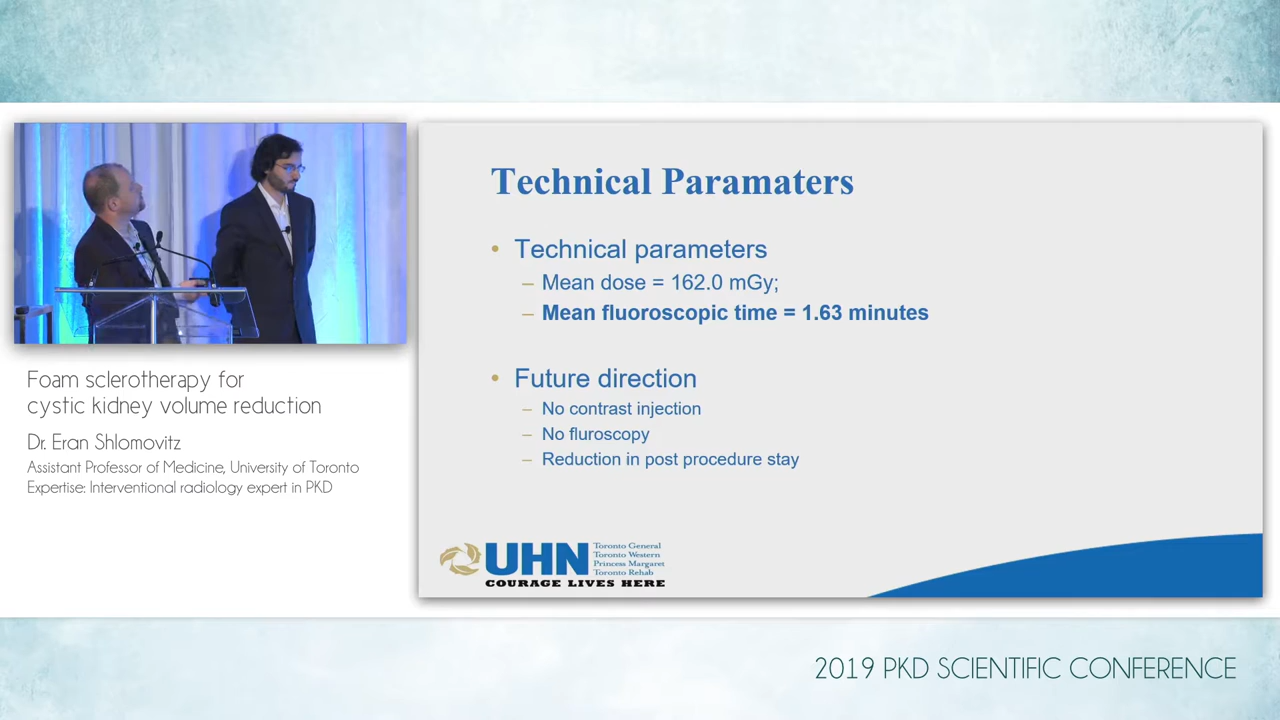 Technical Paramaters
• Technical parameters
– Mean dose = 162.0 mGy;
– Mean fluoroscopic time = 1.63 minutes
• Future direction
– No contrast injection
– No fluroscopy
– Reduction in post procedure stay
UHN
Toronto General
Toronto Western
Princess Margaret
Toronto Rehab
COURAGE LIVES HERE
Foam sclerotherapy for
cystic kidney volume reduction
Dr. Eran Shlomovitz
Assistant Professor of Medicine, University of Toronto
Expertise: Interventional radiology expert in PKD
2019 PKD SCIENTIFIC CONFERENCE